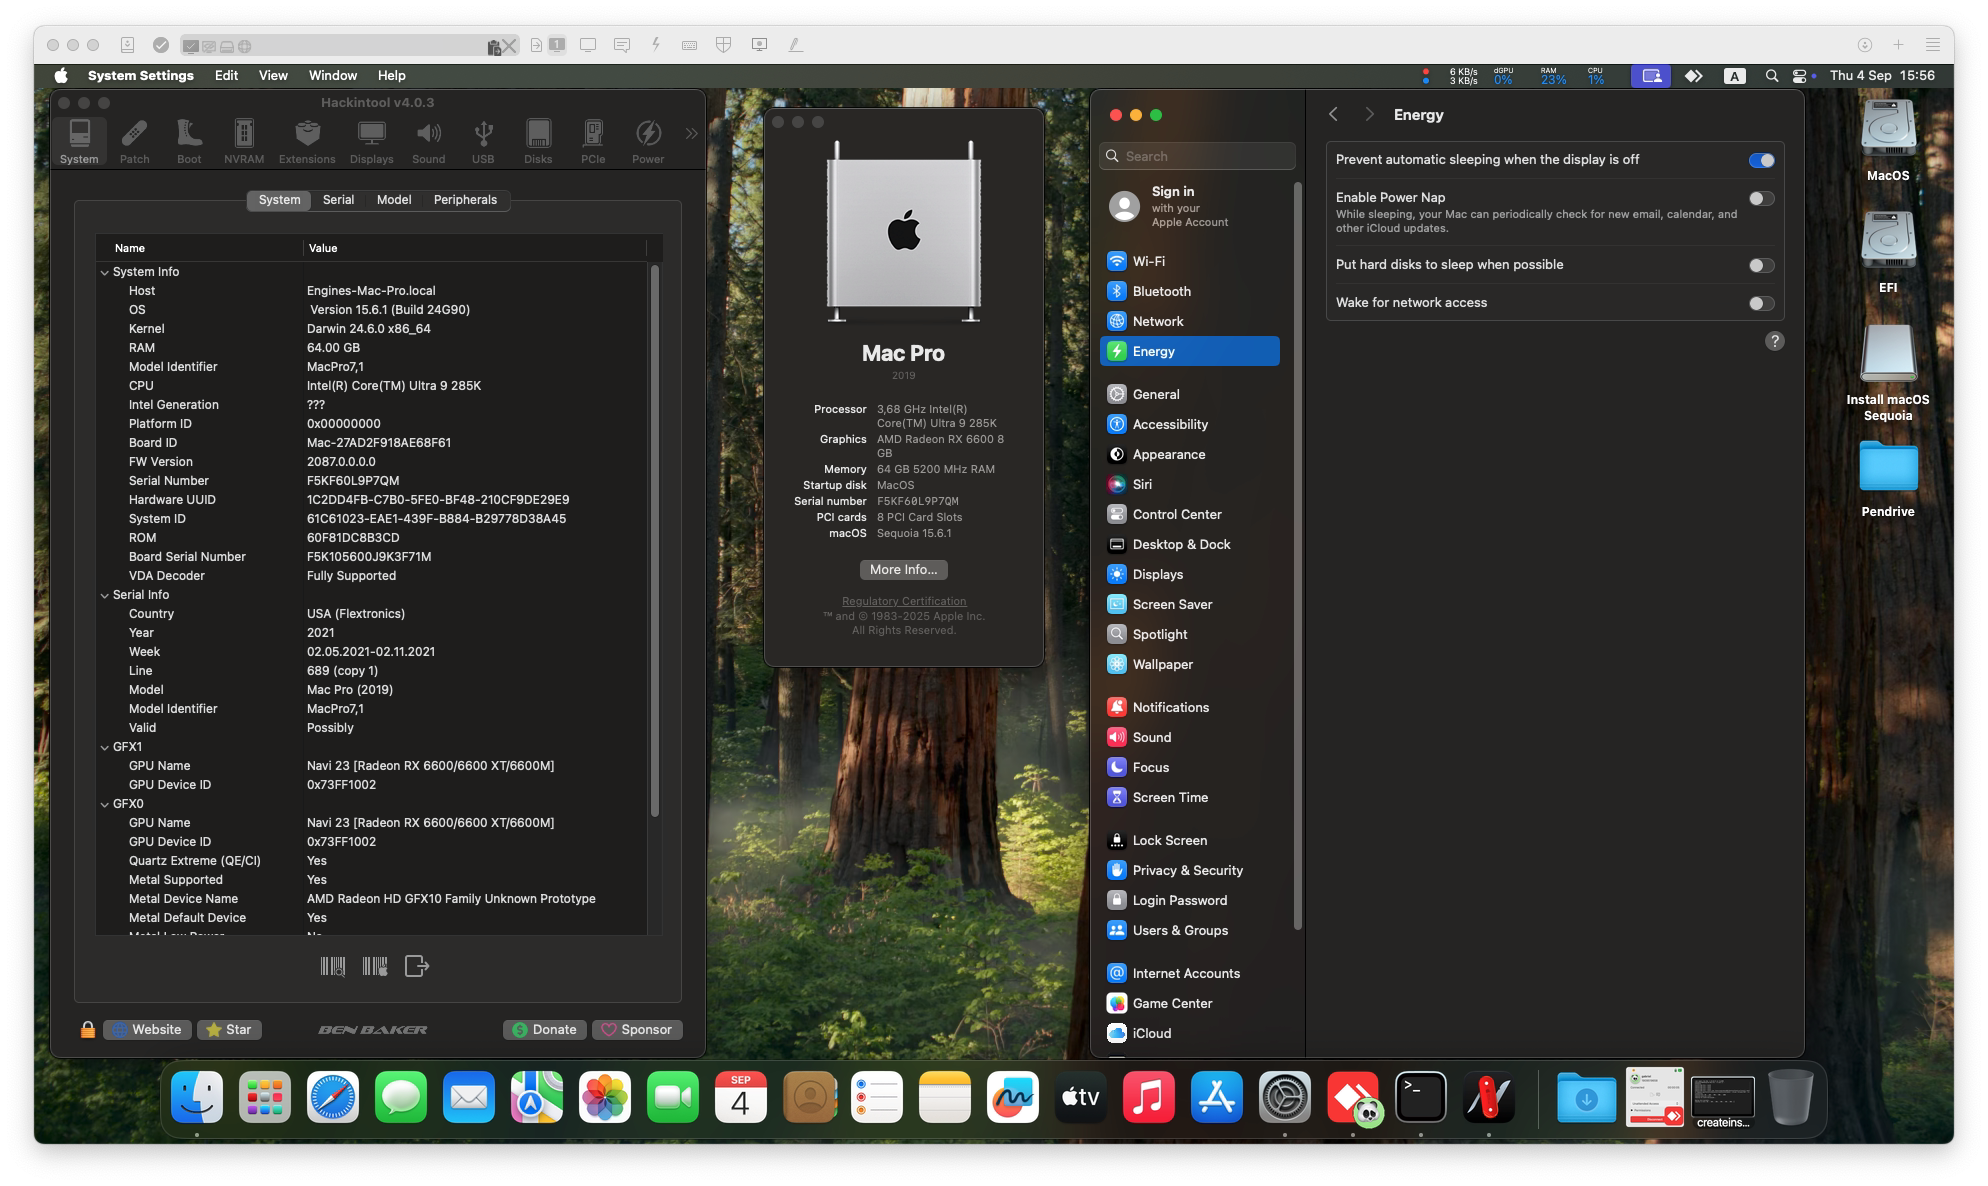 1
System Settings Edit View Window Help
6 KB/s
3 KB/s
dGPU
0%
RAM
23%
CPU
1%
A
Thu 4 Sep 15:56
Hackintool v4.0.3
System Patch Boot NVRAM Extensions Displays Sound USB Disks PCIe Power
System Serial Model Peripherals
Name Value
System Info
Host Engines-Mac-Pro.local
OS Version 15.6.1 (Build 24G90)
Kernel Darwin 24.6.0 x86_64
RAM 64.00 GB
Model Identifier MacPro7,1
CPU Intel(R) Core(TM) Ultra 9 285K
Intel Generation ???
Platform ID 0x00000000
Board ID Mac-27AD2F918AE68F61
FW Version 2087.0.0.0.0
Serial Number F5KF60L9P7QM
Hardware UUID 1C2DD4FB-C7B0-5FE0-BF48-210CF9DE29E9
System ID 61C61023-EAE1-439F-B884-B29778D38A45
ROM 60F81DC8B3CD
Board Serial Number F5K105600J9K3F71M
VDA Decoder Fully Supported
Serial Info
Country USA (Flextronics)
Year 2021
Week 02.05.2021-02.11.2021
Line 689 (copy 1)
Model Mac Pro (2019)
Model Identifier MacPro7,1
Valid Possibly
GFX1
GPU Name Navi 23 [Radeon RX 6600/6600 XT/6600M]
GPU Device ID 0x73FF1002
GFX0
GPU Name Navi 23 [Radeon RX 6600/6600 XT/6600M]
GPU Device ID 0x73FF1002
Quartz Extreme (QE/CI) Yes
Metal Supported Yes
Metal Device Name AMD Radeon HD GFX10 Family Unknown Prototype
Metal Default Device Yes
Website Star BEN BAKER Donate Sponsor
Mac Pro
2019
Processor 3,68 GHz Intel(R)
Core(TM) Ultra 9 285K
Graphics AMD Radeon RX 6600 8
GB
Memory 64 GB 5200 MHz RAM
Startup disk MacOS
Serial number F5KF60L9P7QM
PCI cards 8 PCI Card Slots
macOS Sequoia 15.6.1
More Info...
Regulatory Certification
™ and © 1983-2025 Apple Inc.
All Rights Reserved.
Search
Sign in
with your
Apple Account
Wi-Fi
Bluetooth
Network
Energy
General
Accessibility
Appearance
Siri
Control Center
Desktop & Dock
Displays
Screen Saver
Spotlight
Wallpaper
Notifications
Sound
Focus
Screen Time
Lock Screen
Privacy & Security
Login Password
Users & Groups
Internet Accounts
Game Center
iCloud
Energy
Prevent automatic sleeping when the display is off
Enable Power Nap
While sleeping, your Mac can periodically check for new email, calendar, and
other iCloud updates.
Put hard disks to sleep when possible
Wake for network access
?
MacOS
EFI
Install macOS
Sequoia
Pendrive
SEP
4
tv
>_
createins...